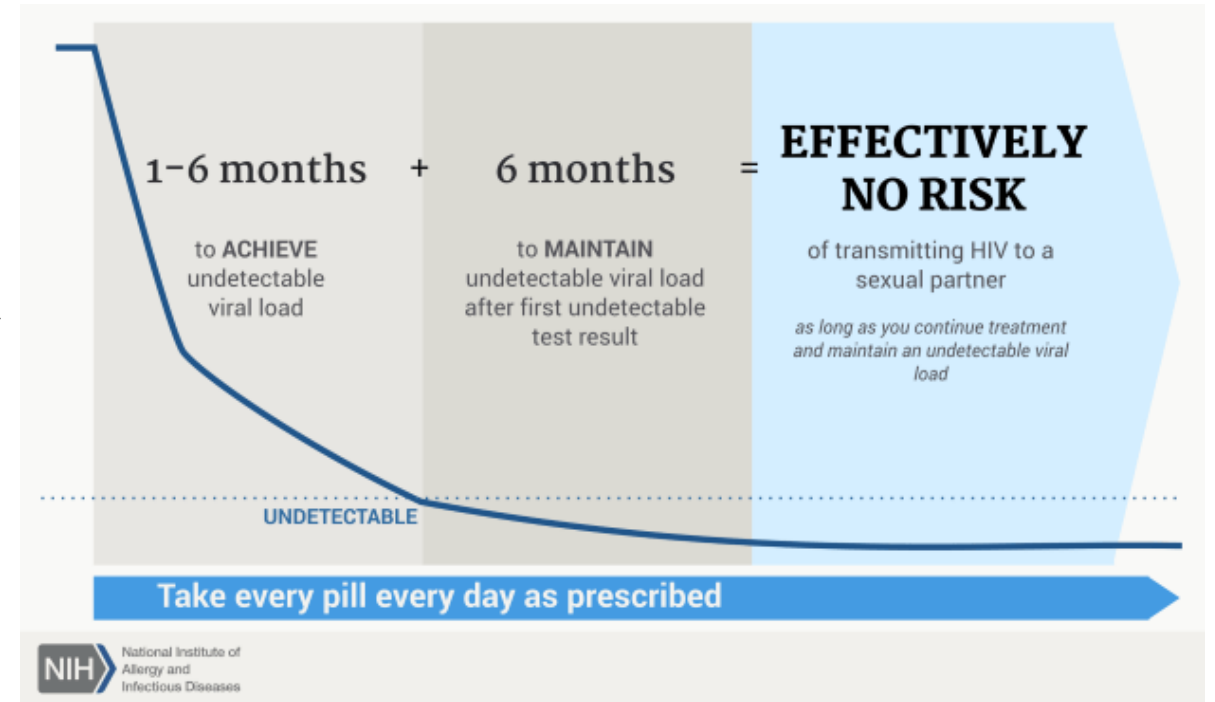 1-6 months
to ACHIEVE
undetectable
viral load
+
6 months
to MAINTAIN
undetectable viral load
after first undetectable
test result
=
EFFECTIVELY
NO RISK
of transmitting HIV to a
sexual partner
as long as you continue treatment
and maintain an undetectable viral
load
UNDETECTABLE
Take every pill every day as prescribed
NIH
National Institute of
Allergy and
Infectious Diseases